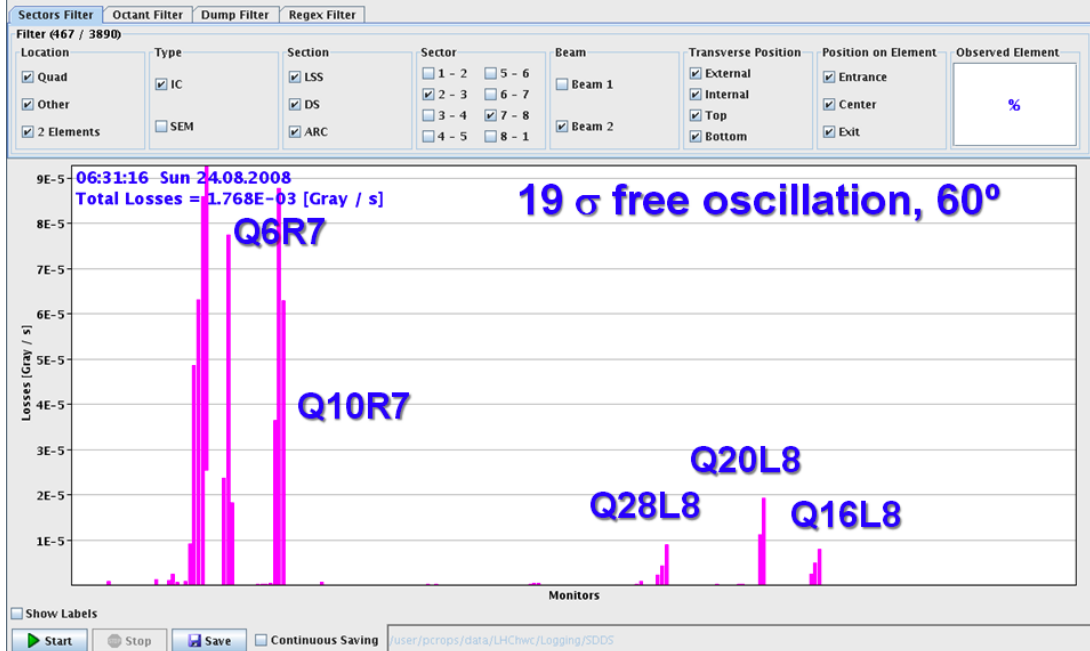 Sectors Filter Octant Filter Dump Filter Regex Filter
Filter (467 / 3890)
Location Type Section Sector Beam Transverse Position Position on Element Observed Element
Quad IC LSS 1 - 2 5 - 6 Beam 1 External Entrance %
Other SEM DS 2 - 3 6 - 7 Beam 2 Internal Center
2 Elements ARC 3 - 4 7 - 8 Top Exit
4 - 5 8 - 1 Bottom
06:31:16 Sun 24.08.2008
Total Losses = 1.768E-03 [Gray / s]
19 σ free oscillation, 60º
Q6R7
Q10R7
Q20L8
Q28L8
Q16L8
9E-5
8E-5
7E-5
6E-5
5E-5
4E-5
3E-5
2E-5
1E-5
Losses [Gray / s]
Monitors
Show Labels
Start Stop Save Continuous Saving /user/pcrops/data/LHChwc/Logging/SDDS